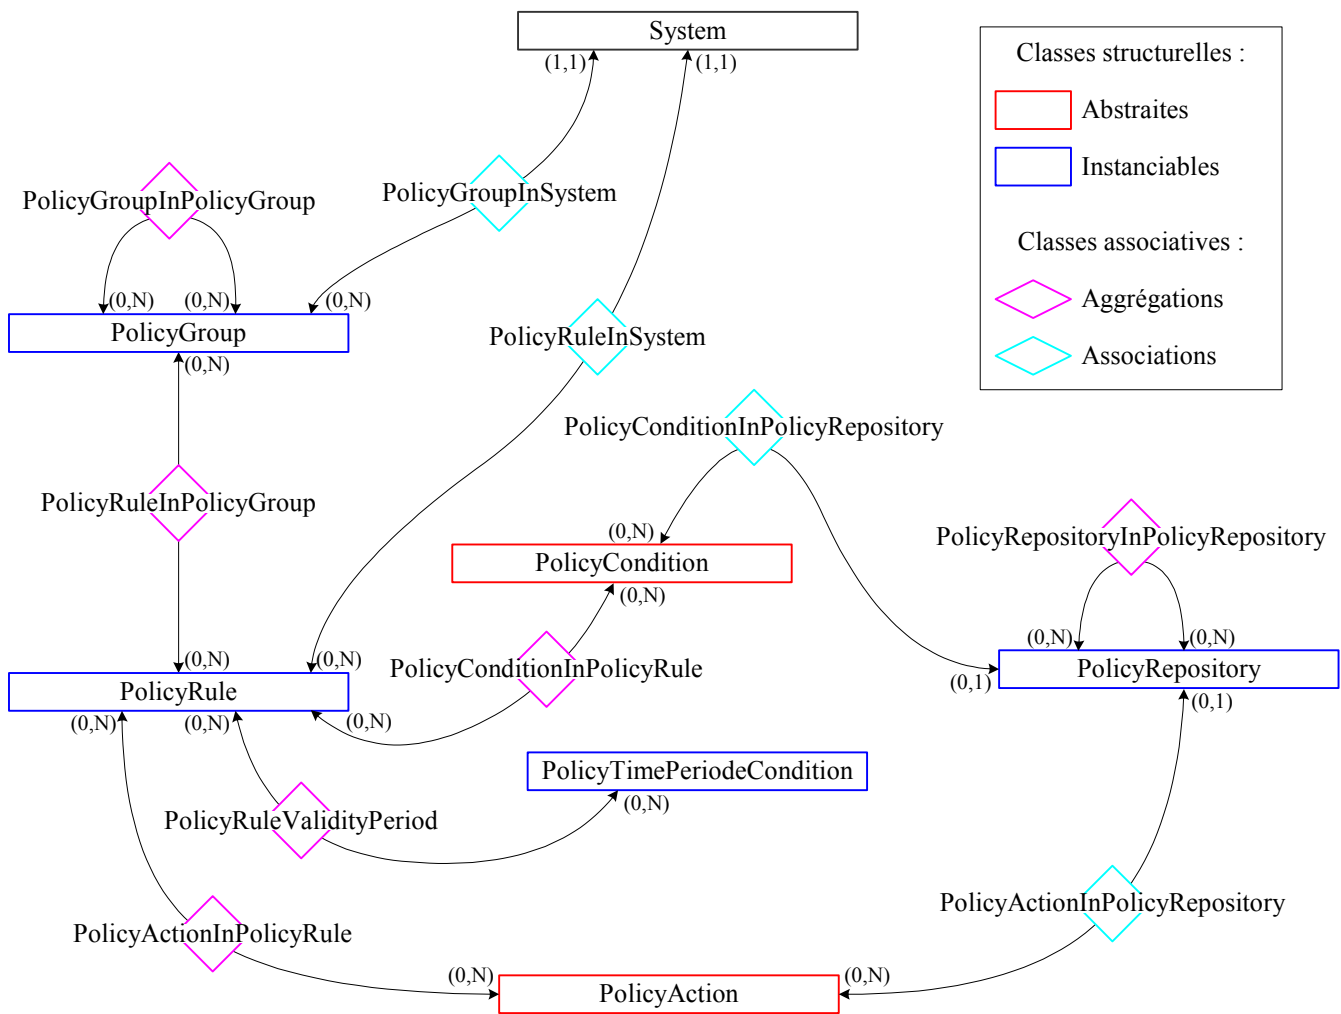 System
(1,1)
(1,1)
Classes structurelles :
Abstraites
Instanciables
Classes associatives :
Aggrégations
Associations
PolicyGroupInPolicyGroup
PolicyGroupInSystem
(0,N)
(0,N)
(0,N)
PolicyGroup
(0,N)
PolicyRuleInSystem
PolicyConditionInPolicyRepository
PolicyRuleInPolicyGroup
(0,N)
PolicyCondition
(0,N)
PolicyRepositoryInPolicyRepository
(0,N)
(0,N)
PolicyRepository
(0,1)
(0,1)
(0,N)
(0,N)
PolicyRule
(0,N)
(0,N)
(0,N)
PolicyConditionInPolicyRule
PolicyTimePeriodeCondition
(0,N)
PolicyRuleValidityPeriod
PolicyActionInPolicyRule
PolicyActionInPolicyRepository
(0,N)
(0,N)
PolicyAction